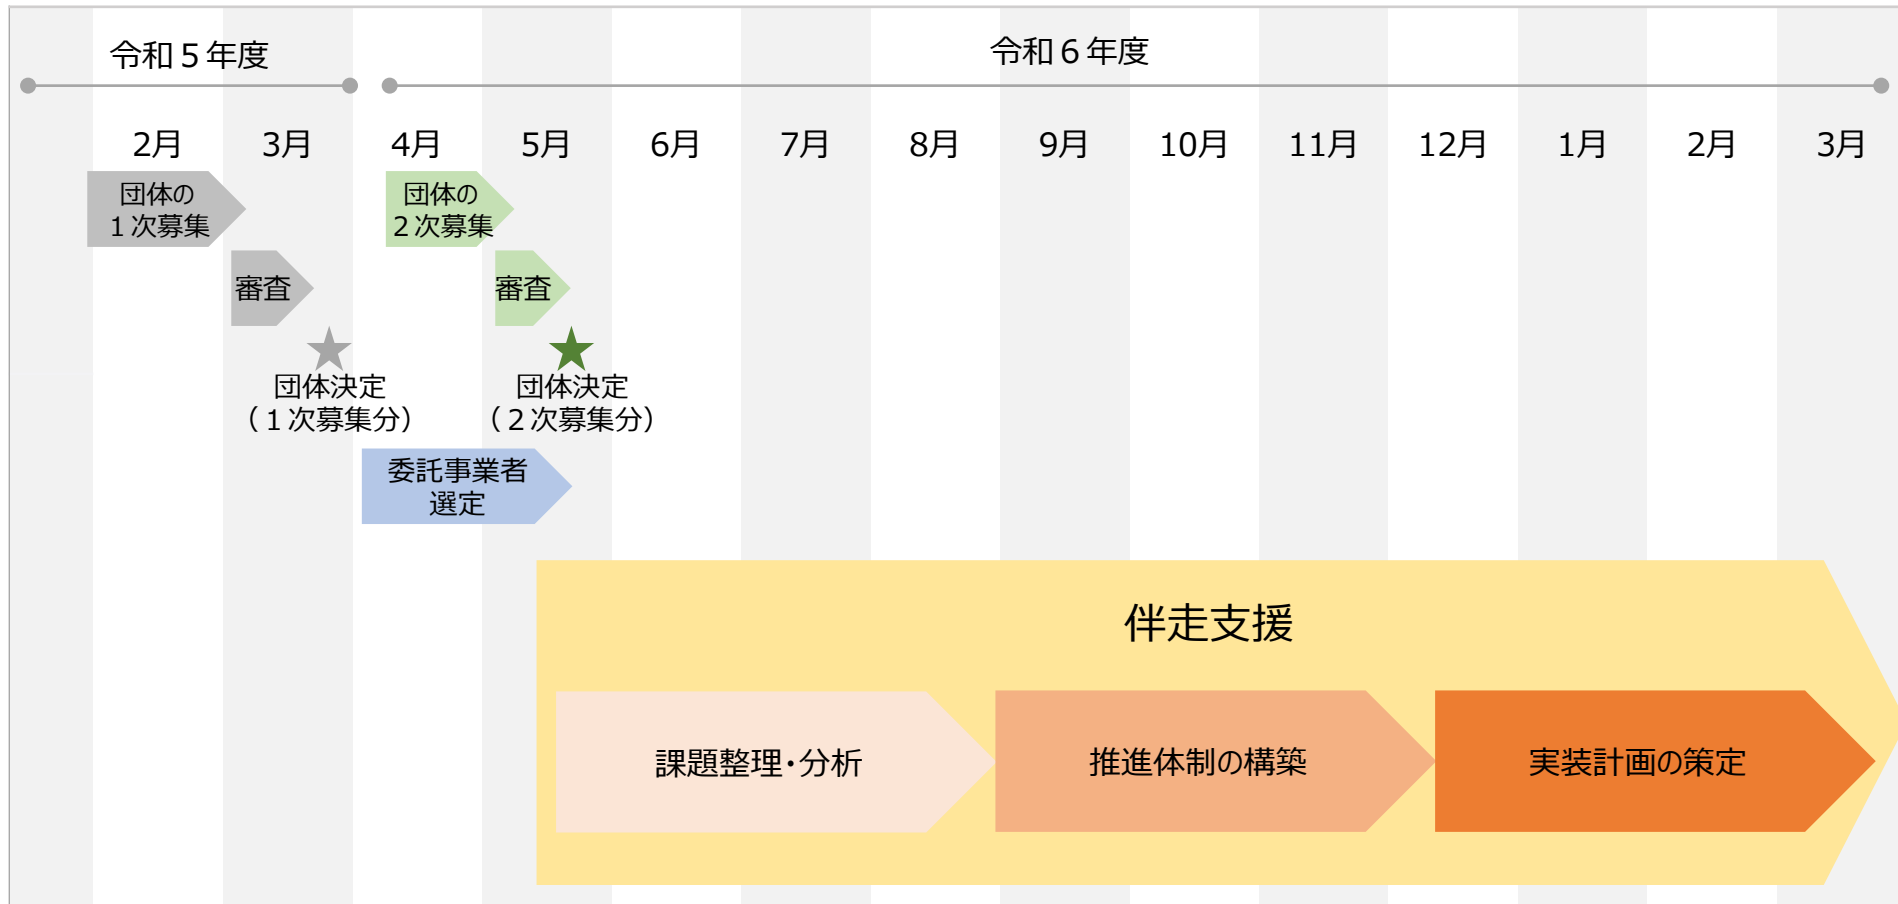 令和５年度
令和６年度
2月 3月 4月 5月 6月 7月 8月 9月 10月 11月 12月 1月 2月 3月
団体の
１次募集
団体の
２次募集
審査
審査
団体決定
（１次募集分）
団体決定
（２次募集分）
委託事業者
選定
伴走支援
課題整理・分析
推進体制の構築
実装計画の策定